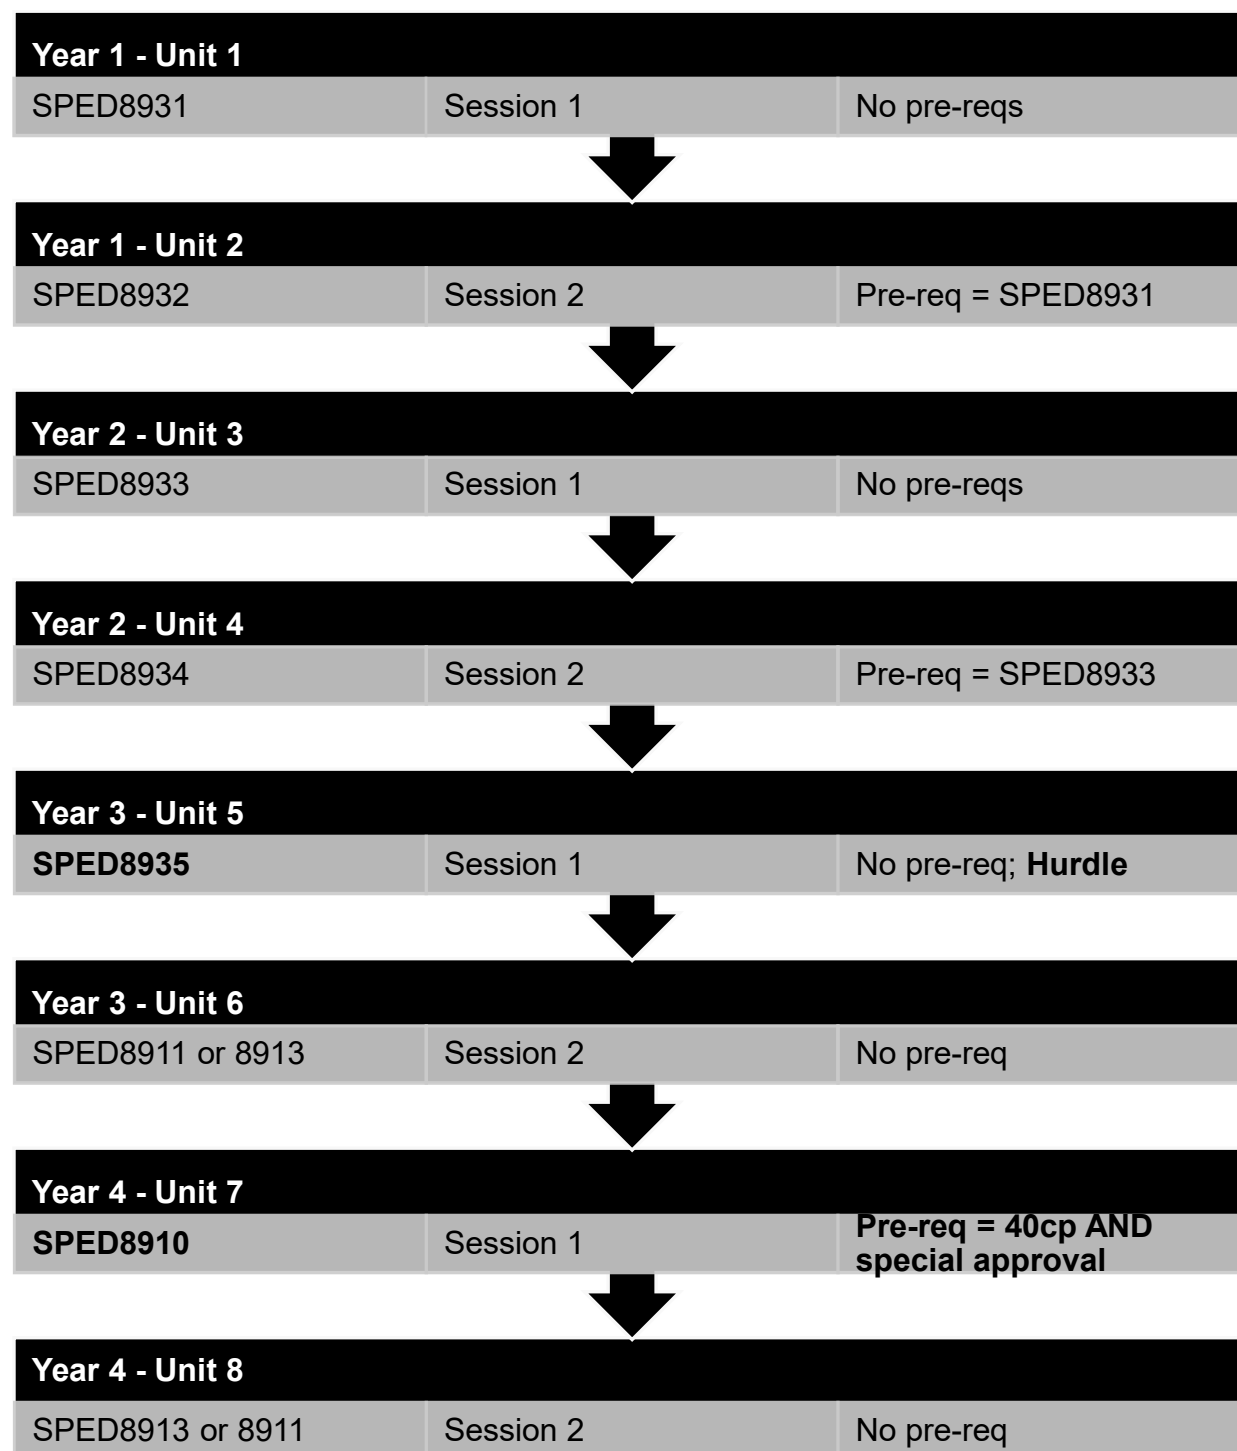 Year 1 - Unit 1
SPED8931 Session 1 No pre-reqs
Year 1 - Unit 2
SPED8932 Session 2 Pre-req = SPED8931
Year 2 - Unit 3
SPED8933 Session 1 No pre-reqs
Year 2 - Unit 4
SPED8934 Session 2 Pre-req = SPED8933
Year 3 - Unit 5
SPED8935 Session 1 No pre-req; Hurdle
Year 3 - Unit 6
SPED8911 or 8913 Session 2 No pre-req
Year 4 - Unit 7
SPED8910 Session 1 Pre-req = 40cp AND
special approval
Year 4 - Unit 8
SPED8913 or 8911 Session 2 No pre-req